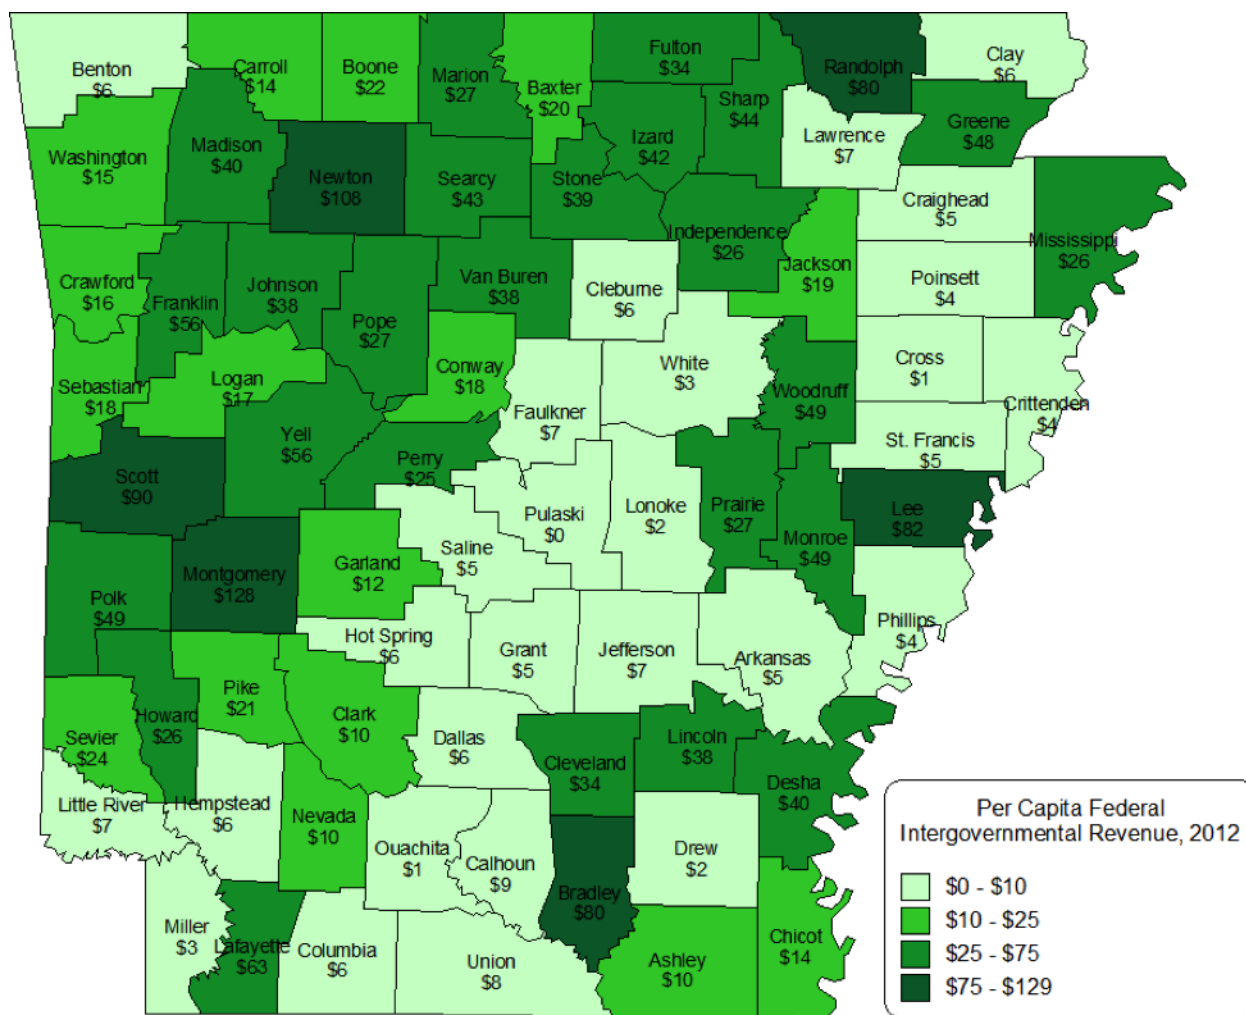 Benton
$6
Carroll
$14
Boone
$22
Marion
$27
Baxter
$20
Fulton
$34
Sharp
$44
Randolph
$80
Clay
$6
Washington
$15
Madison
$40
Newton
$108
Searcy
$43
Stone
$39
Izard
$42
Lawrence
$7
Greene
$48
Independence
$26
Jackson
$19
Craighead
$5
Mississippi
$26
Crawford
$16
Franklin
$56
Johnson
$38
Pope
$27
Van Buren
$38
Cleburne
$6
Poinsett
$4
Sebastian
$18
Logan
$17
Conway
$18
Faulkner
$7
White
$3
Woodruff
$49
Cross
$1
Crittenden
$4
St. Francis
$5
Scott
$90
Yell
$56
Perry
$25
Pulaski
$0
Lonoke
$2
Prairie
$27
Monroe
$49
Lee
$82
Polk
$49
Montgomery
$128
Garland
$12
Saline
$5
Hot Spring
$6
Grant
$5
Jefferson
$7
Arkansas
$5
Phillips
$4
Sevier
$24
Howard
$26
Pike
$21
Clark
$10
Dallas
$6
Cleveland
$34
Lincoln
$38
Desha
$40
Little River
$7
Hempstead
$6
Nevada
$10
Ouachita
$1
Calhoun
$9
Bradley
$80
Drew
$2
Miller
$3
Lafayette
$63
Columbia
$6
Union
$8
Ashley
$10
Chicot
$14
Per Capita Federal
Intergovernmental Revenue, 2012
$0 - $10
$10 - $25
$25 - $75
$75 - $129